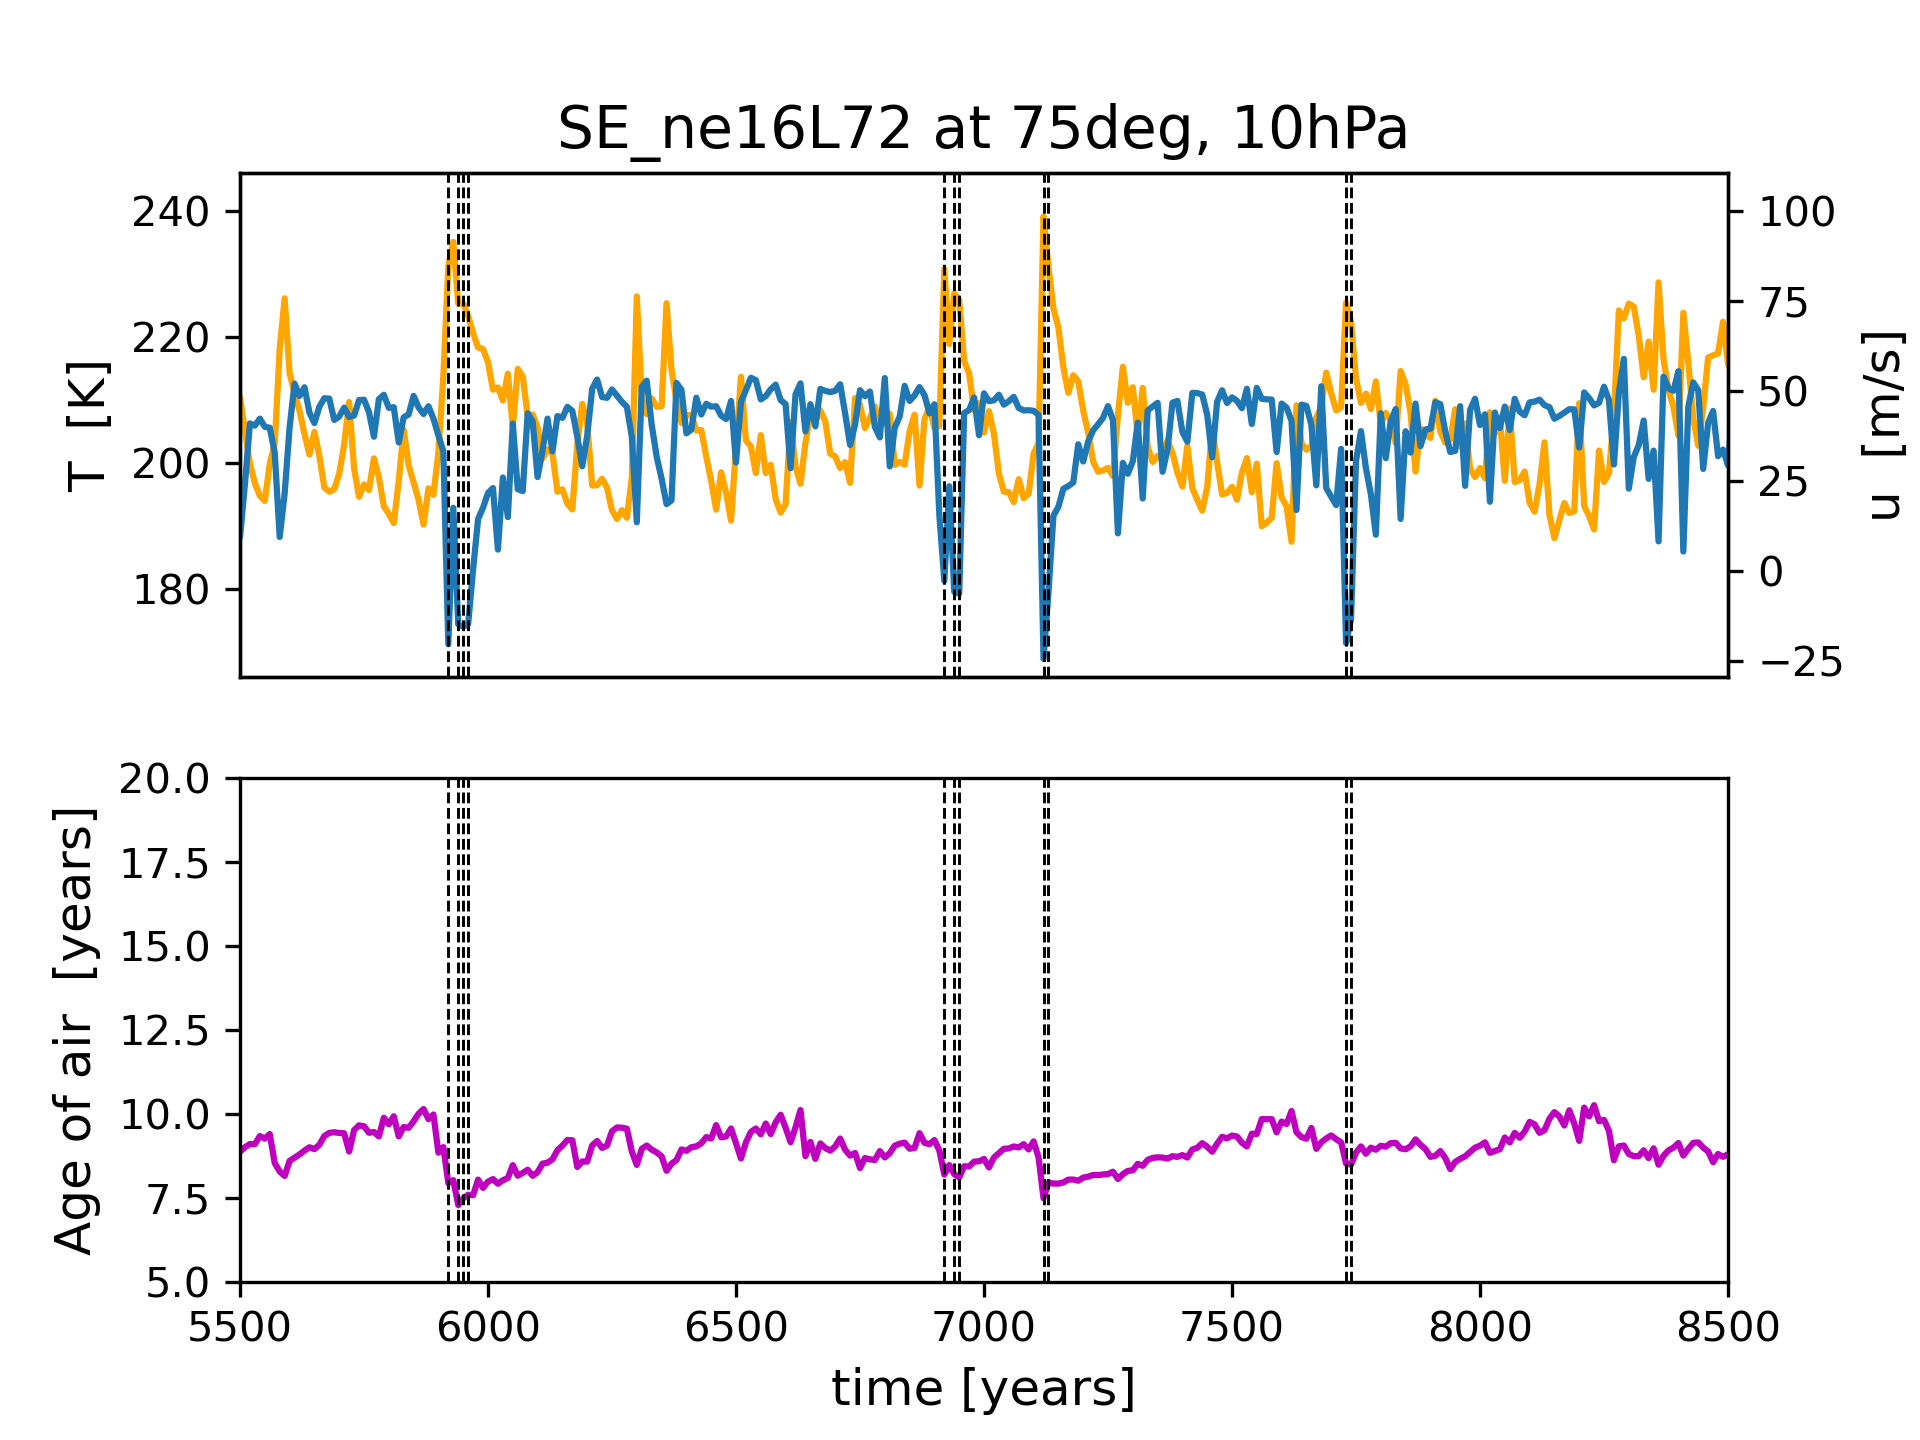 SE_ne16L72 at 75deg, 10hPa
240
220
200
180
T [K]
100
75
50
25
0
−25
u [m/s]
20.0
17.5
15.0
12.5
10.0
7.5
5.0
Age of air [years]
5500 6000 6500 7000 7500 8000 8500
time [years]